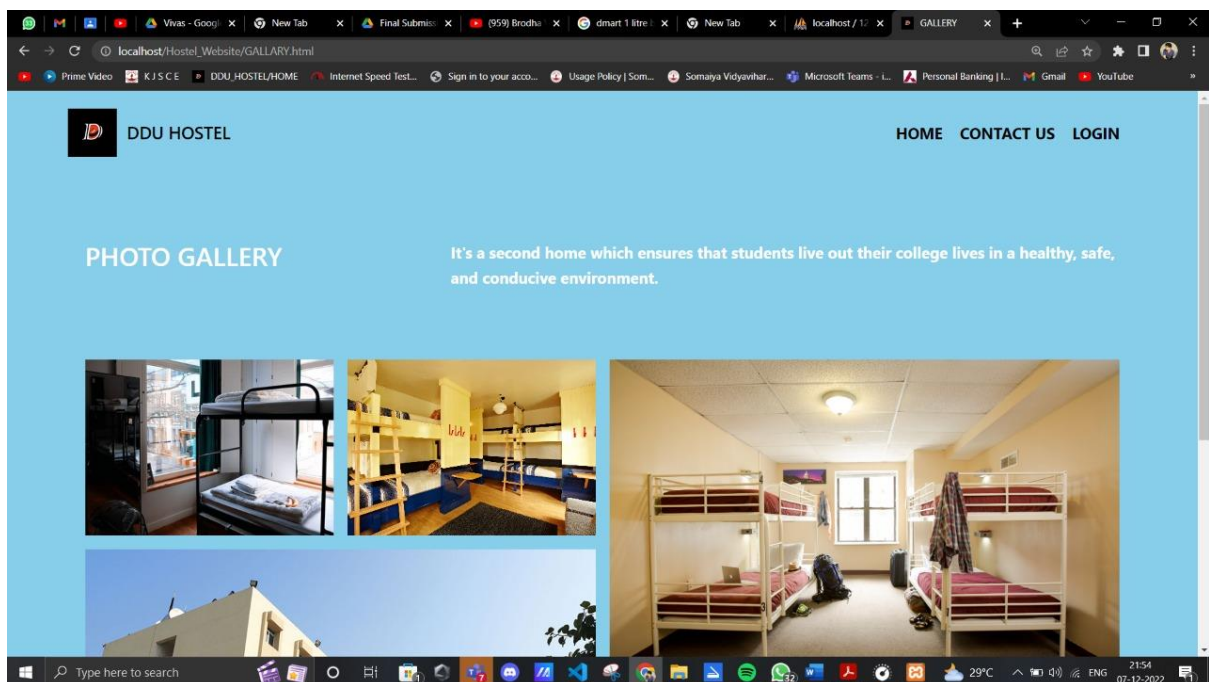 Vivas - Googl
New Tab
Final Submiss
(959) Brodha
dmart 1 litre
New Tab
localhost / 12
GALLERY
localhost/Hostel_Website/GALLARY.html
Prime Video
K J S C E
DDU_HOSTEL/HOME
Internet Speed Test...
Sign in to your acco...
Usage Policy | Som...
Somaiya Vidyavihar...
Microsoft Teams - i...
Personal Banking | I...
Gmail
YouTube
»
DDU HOSTEL
HOME CONTACT US LOGIN
PHOTO GALLERY
It's a second home which ensures that students live out their college lives in a healthy, safe,
and conducive environment.
Type here to search
29°C
ENG
21:54
07-12-2022